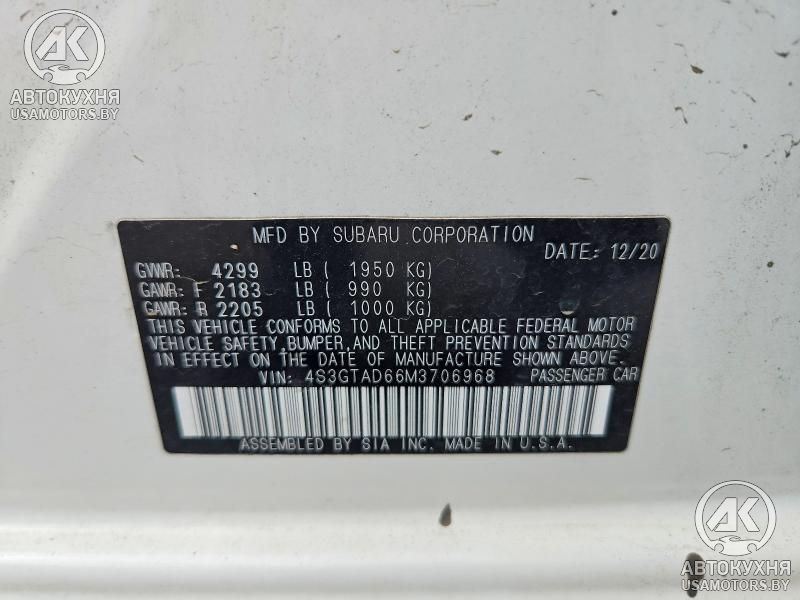 AK
АВТОКУХНЯ
USAMOTORS.BY
MFD BY SUBARU CORPORATION
DATE: 12/20
GVWR: 4299 LB ( 1950 KG)
GAWR: F 2183 LB ( 990 KG)
GAWR: R 2205 LB ( 1000 KG)
THIS VEHICLE CONFORMS TO ALL APPLICABLE FEDERAL MOTOR
VEHICLE SAFETY, BUMPER, AND THEFT PREVENTION STANDARDS
IN EFFECT ON THE DATE OF MANUFACTURE SHOWN ABOVE.
VIN: 4S3GTAD66M3706968 PASSENGER CAR
ASSEMBLED BY SIA INC. MADE IN U.S.A.
AK
АВТОКУХНЯ
USAMOTORS.BY